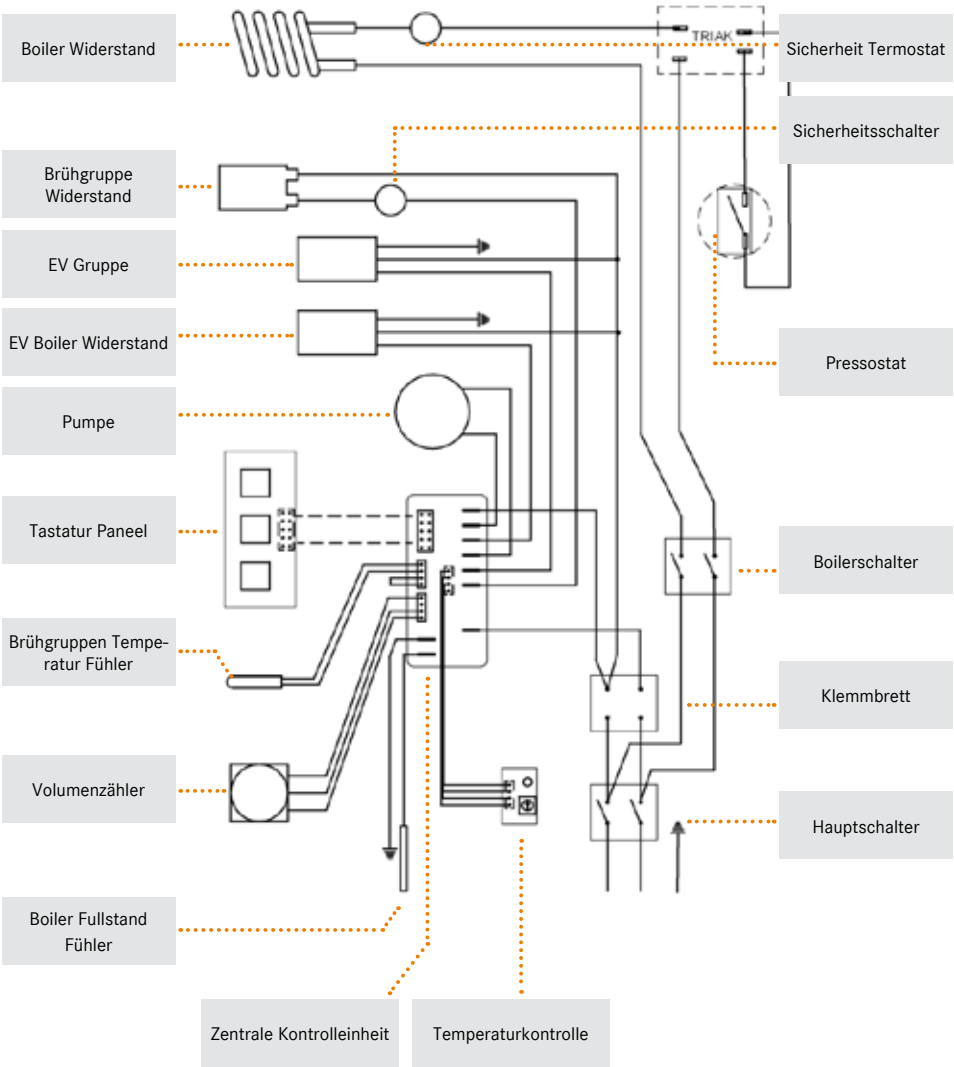 Boiler Widerstand
TRIAK
Sicherheit Termostat
Sicherheitsschalter
Brühgruppe
Widerstand
EV Gruppe
EV Boiler Widerstand
Pressostat
Pumpe
Tastatur Paneel
Boilerschalter
Brühgruppen Tempe-
ratur Fühler
Klemmbrett
Volumenzähler
Hauptschalter
Boiler Fullstand
Fühler
Zentrale Kontrolleinheit
Temperaturkontrolle